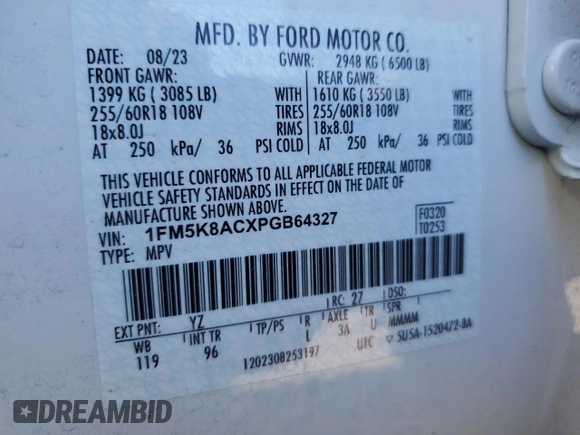 MFD. BY FORD MOTOR CO.
DATE: 08/23 GVWR: 2948 KG ( 6500 LB)
FRONT GAWR: REAR GAWR:
1399 KG ( 3085 LB) WITH 1610 KG ( 3550 LB) WITH
255/60R18 108V TIRES 255/60R18 108V TIRES
18x8.0J RIMS 18x8.0J RIMS
AT 250 kPa/ 36 PSI COLD AT 250 kPa/ 36 PSI COLD
THIS VEHICLE CONFORMS TO ALL APPLICABLE FEDERAL MOTOR
VEHICLE SAFETY STANDARDS IN EFFECT ON THE DATE OF
MANUFACTURE SHOWN ABOVE.
VIN: 1FM5K8ACXPGB64327 F0320
TYPE: MPV T0253
EXT PNT: YZ RC: 27 DSO:
WB INT TR TP/PS R AXLE TR SPR
119 96 L 3A U MMMM
1202308253197 UTC ▽ SU5A-1520472-BA
DREAMBID